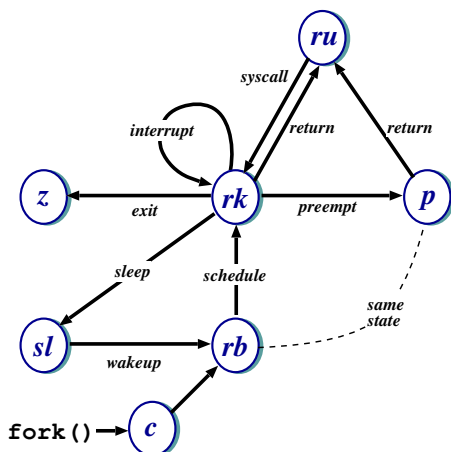 ru
syscall
interrupt
return
return
z
rk
p
exit
preempt
sleep
schedule
same
state
sl
rb
wakeup
fork()
c